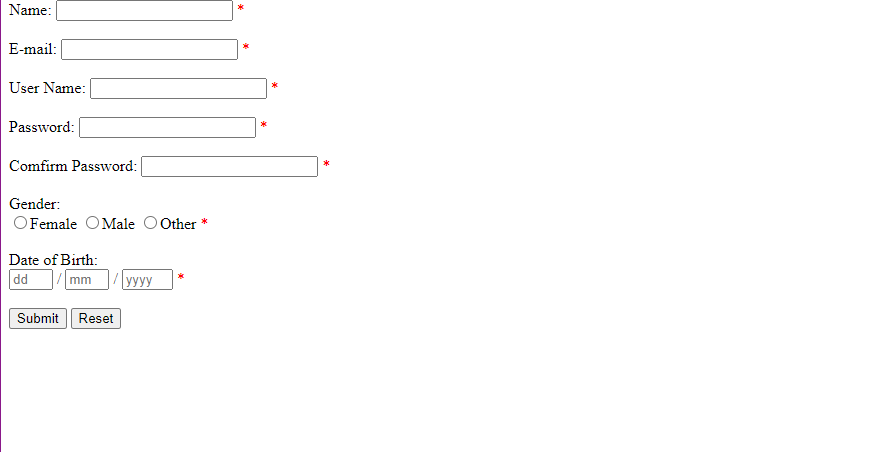 Name: *
E-mail: *
User Name: *
Password: *
Comfirm Password: *
Gender:
Female Male Other *
Date of Birth:
dd / mm / yyyy *
Submit Reset